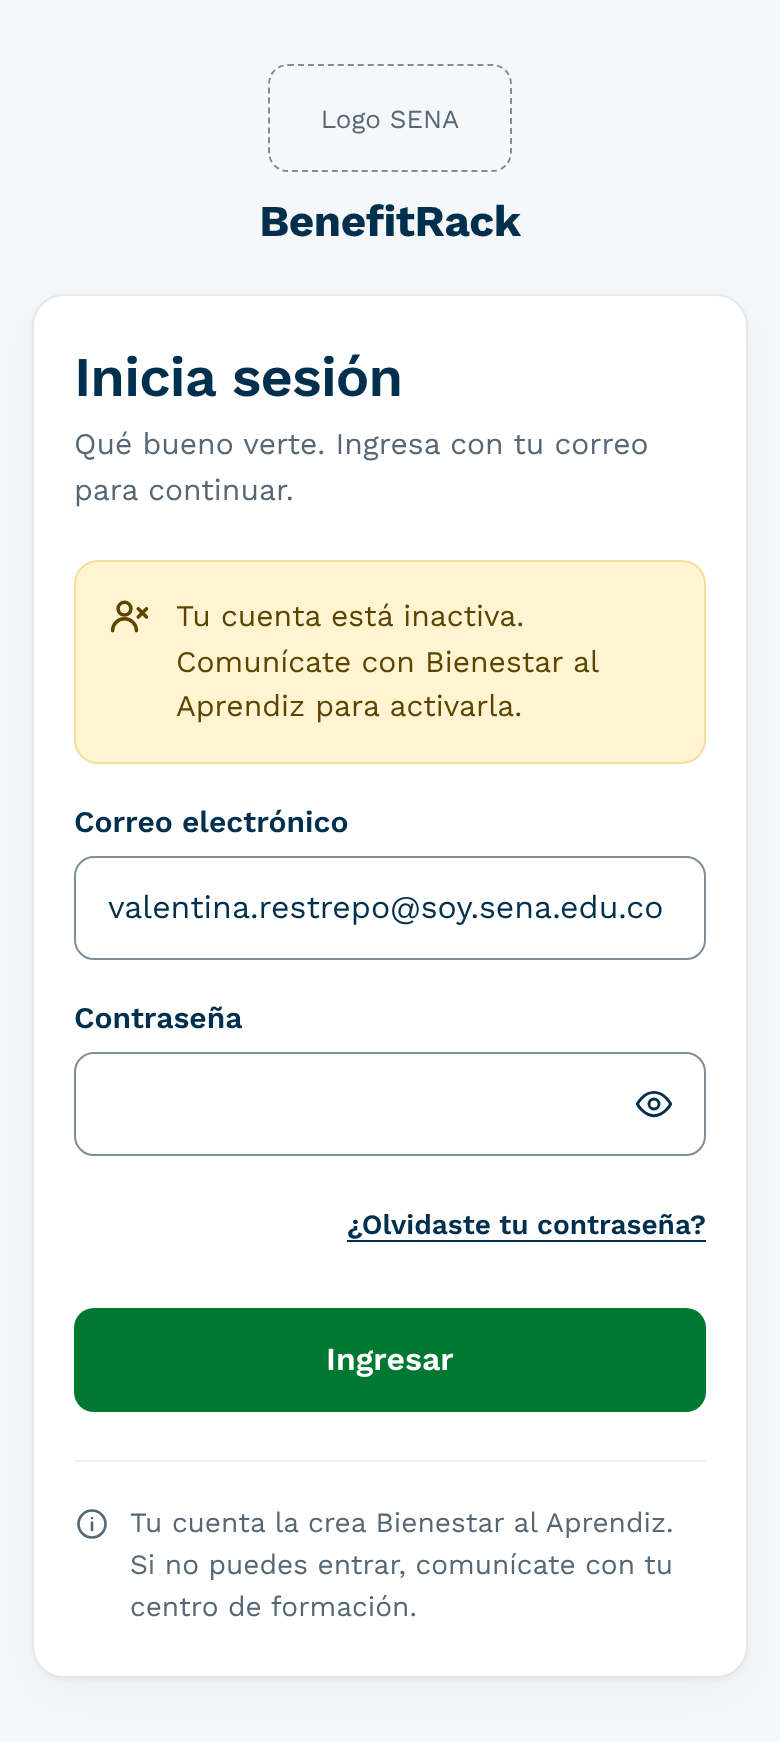 Logo SENA
BenefitRack
Inicia sesión
Qué bueno verte. Ingresa con tu correo
para continuar.
Tu cuenta está inactiva.
Comunícate con Bienestar al
Aprendiz para activarla.
Correo electrónico
valentina.restrepo@soy.sena.edu.co
Contraseña
¿Olvidaste tu contraseña?
Ingresar
Tu cuenta la crea Bienestar al Aprendiz.
Si no puedes entrar, comunícate con tu
centro de formación.